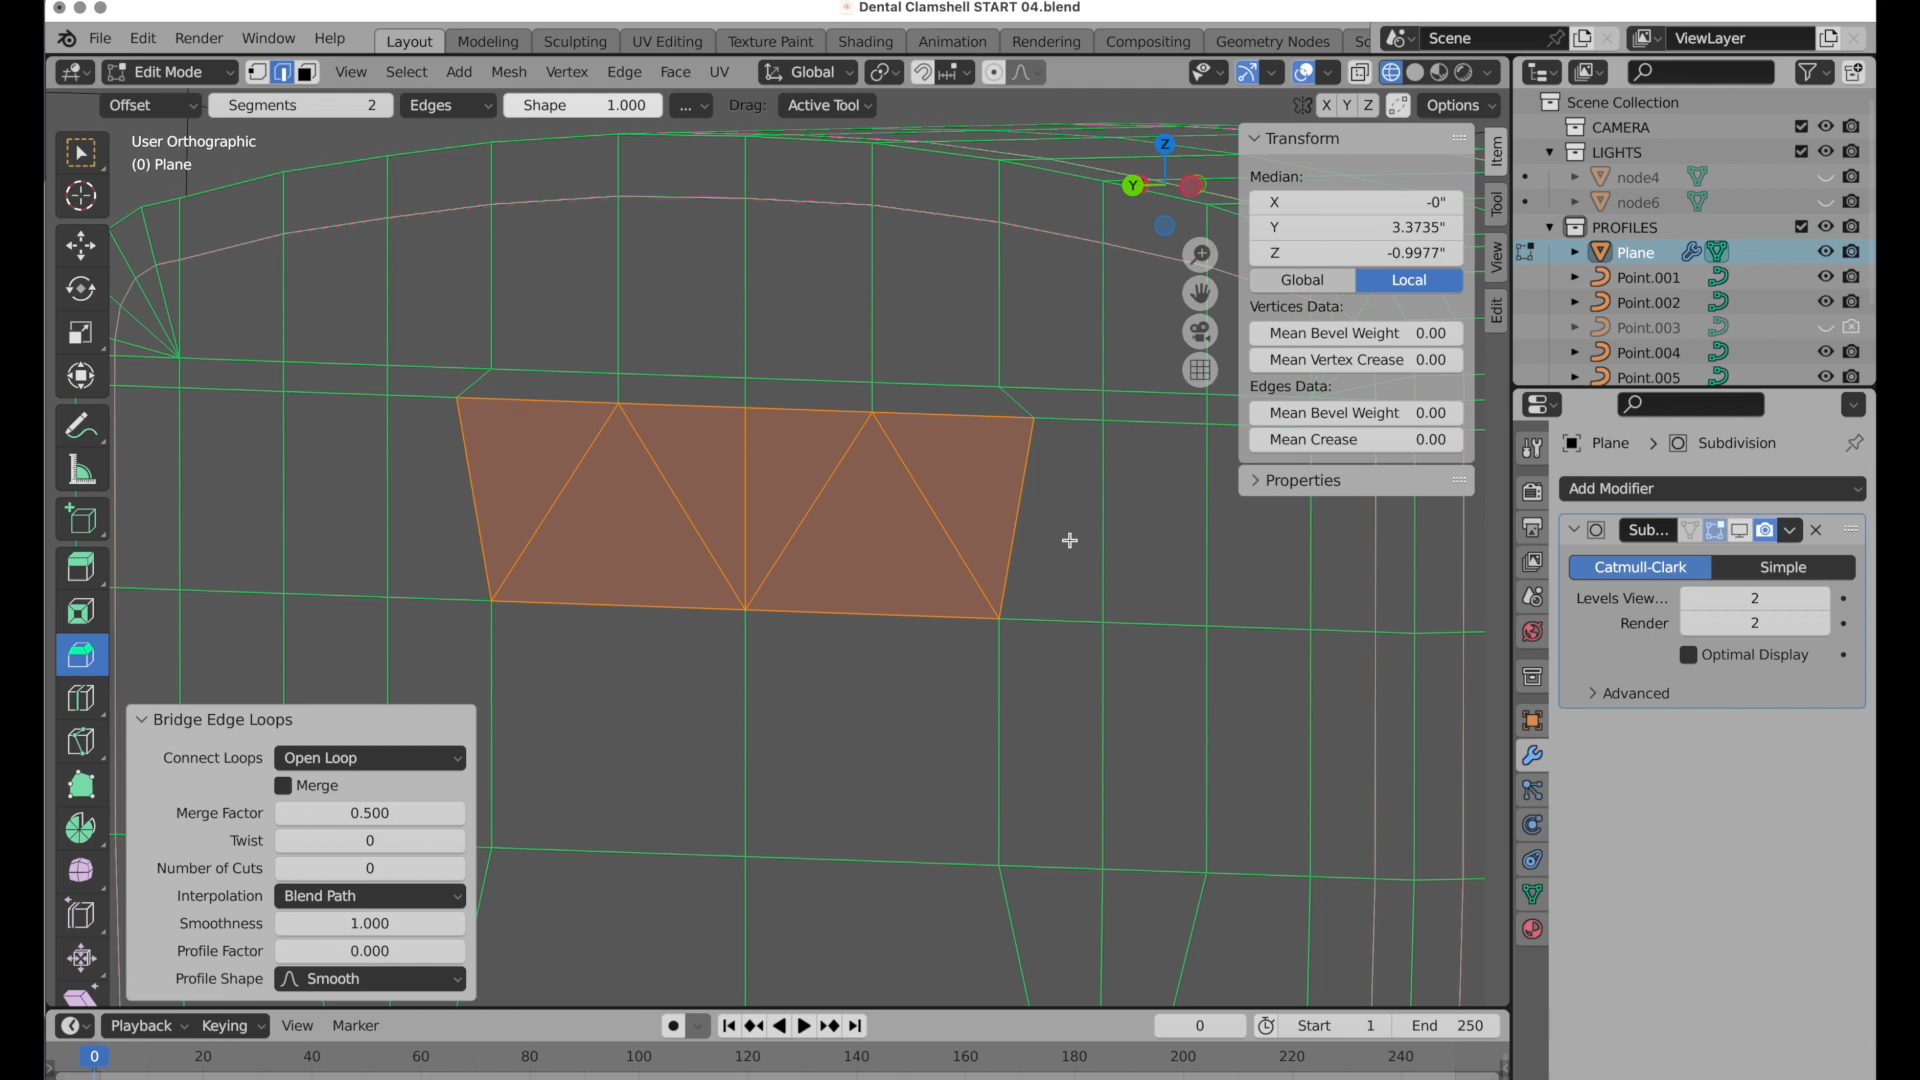 Dental Clamshell START 04.blend
File Edit Render Window Help Layout Modeling Sculpting UV Editing Texture Paint Shading Animation Rendering Compositing Geometry Nodes Sc Scene ViewLayer
Edit Mode View Select Add Mesh Vertex Edge Face UV Global
Offset Segments 2 Edges Shape 1.000 ... Drag: Active Tool X Y Z Options
User Orthographic
(0) Plane
Z
Y
Transform
Median:
X -0"
Y 3.3735"
Z -0.9977"
Global Local
Vertices Data:
Mean Bevel Weight 0.00
Mean Vertex Crease 0.00
Edges Data:
Mean Bevel Weight 0.00
Mean Crease 0.00
Properties
Item
Tool
View
Edit
Scene Collection
CAMERA
LIGHTS
node4
node6
PROFILES
Plane
Point.001
Point.002
Point.003
Point.004
Point.005
Plane Subdivision
Add Modifier
Sub...
Catmull-Clark Simple
Levels View... 2
Render 2
Optimal Display
Advanced
Bridge Edge Loops
Connect Loops Open Loop
Merge
Merge Factor 0.500
Twist 0
Number of Cuts 0
Interpolation Blend Path
Smoothness 1.000
Profile Factor 0.000
Profile Shape Smooth
Playback Keying View Marker 0 Start 1 End 250
0 20 40 60 80 100 120 140 160 180 200 220 240